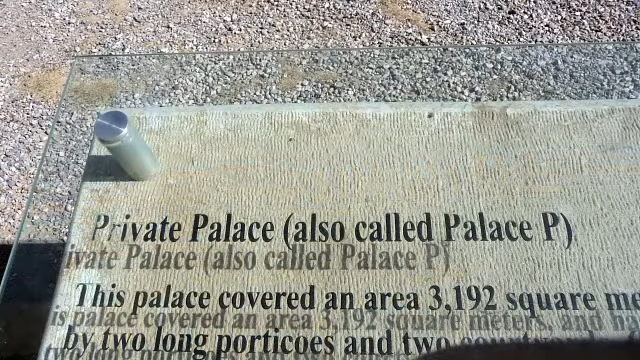 Private Palace (also called Palace P)
This palace covered an area 3,192 square
by two long porticoes and two